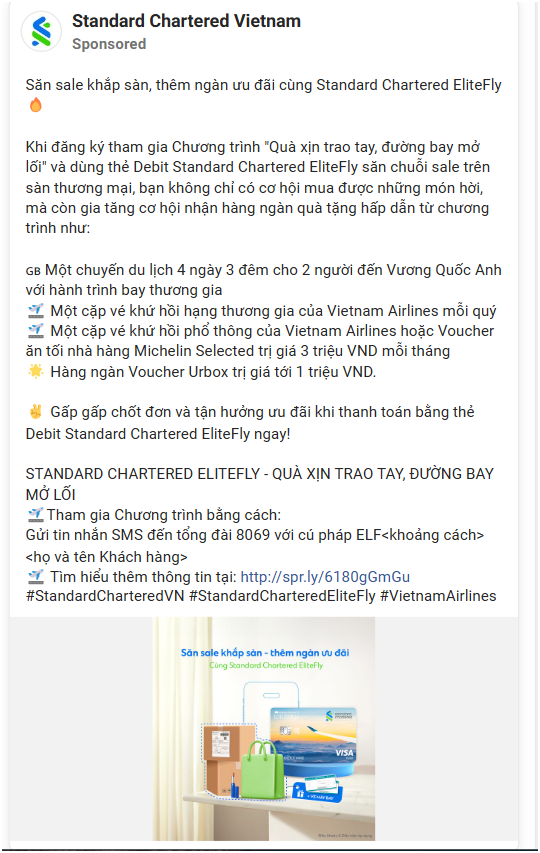 Standard Chartered Vietnam
Sponsored
Săn sale khắp sàn, thêm ngàn ưu đãi cùng Standard Chartered EliteFly
🔥
Khi đăng ký tham gia Chương trình "Quà xịn trao tay, đường bay mở
lối" và dùng thẻ Debit Standard Chartered EliteFly săn chuỗi sale trên
sàn thương mại, bạn không chỉ có cơ hội mua được những món hời,
mà còn gia tăng cơ hội nhận hàng ngàn quà tặng hấp dẫn từ chương
trình như:
GB Một chuyến du lịch 4 ngày 3 đêm cho 2 người đến Vương Quốc Anh
với hành trình bay thương gia
🛫 Một cặp vé khứ hồi hạng thương gia của Vietnam Airlines mỗi quý
🛫 Một cặp vé khứ hồi phổ thông của Vietnam Airlines hoặc Voucher
ăn tối nhà hàng Michelin Selected trị giá 3 triệu VND mỗi tháng
🌟 Hàng ngàn Voucher Urbox trị giá tới 1 triệu VND.
✌️ Gấp gấp chốt đơn và tận hưởng ưu đãi khi thanh toán bằng thẻ
Debit Standard Chartered EliteFly ngay!
STANDARD CHARTERED ELITEFLY - QUÀ XỊN TRAO TAY, ĐƯỜNG BAY
MỞ LỐI
🛫Tham gia Chương trình bằng cách:
Gửi tin nhắn SMS đến tổng đài 8069 với cú pháp ELF<khoảng cách>
<họ và tên Khách hàng>
🛫 Tìm hiểu thêm thông tin tại: http://spr.ly/6180gGmGu
#StandardCharteredVN #StandardCharteredEliteFly #VietnamAirlines
Săn sale khắp sàn - thêm ngàn ưu đãi
Cùng Standard Chartered EliteFly
VISA
VÉ MÁY BAY